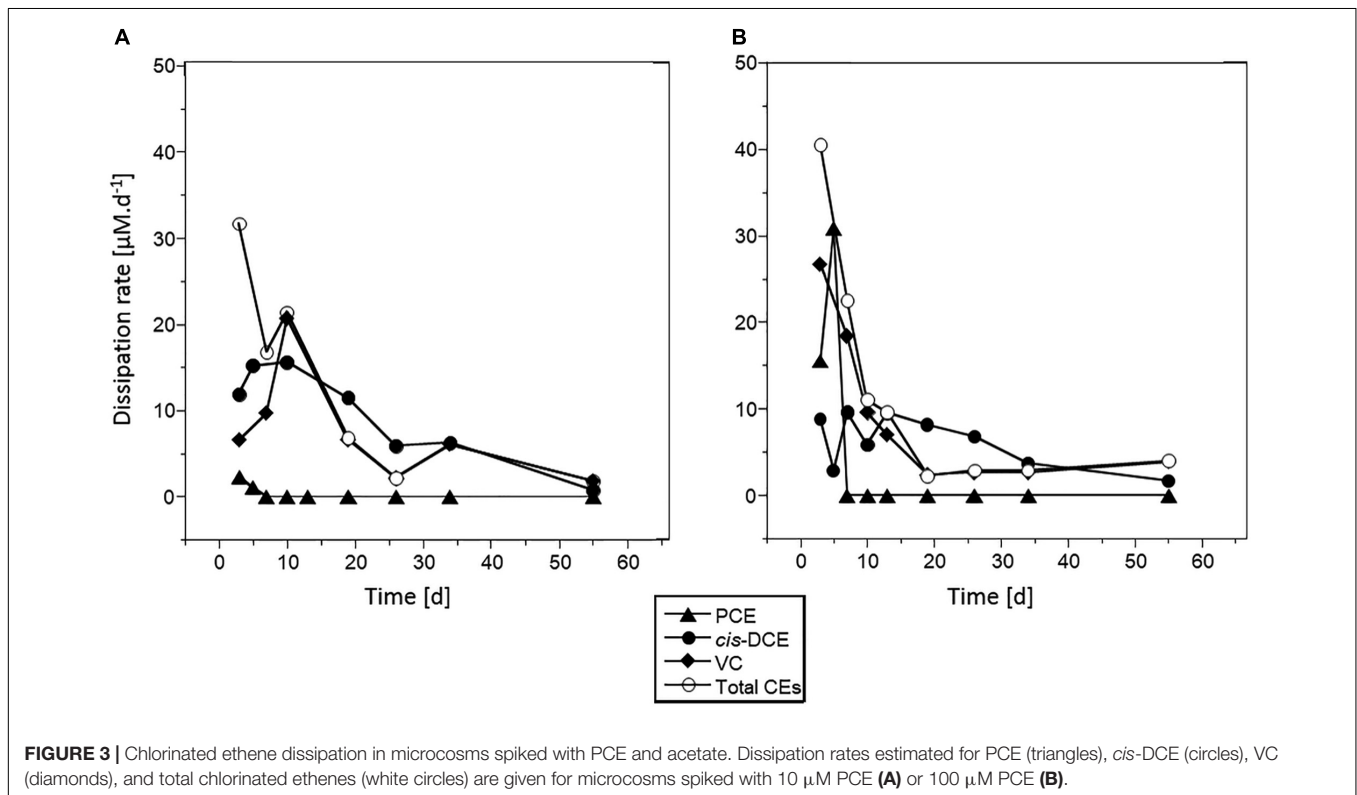 A
B
50
40
30
20
10
0
Dissipation rate [µM.d-1]
0 10 20 30 40 50 60
Time [d]
50
40
30
20
10
0
0 10 20 30 40 50 60
Time [d]
PCE
cis-DCE
VC
Total CEs
FIGURE 3 | Chlorinated ethene dissipation in microcosms spiked with PCE and acetate. Dissipation rates estimated for PCE (triangles), cis-DCE (circles), VC
(diamonds), and total chlorinated ethenes (white circles) are given for microcosms spiked with 10 µM PCE (A) or 100 µM PCE (B).